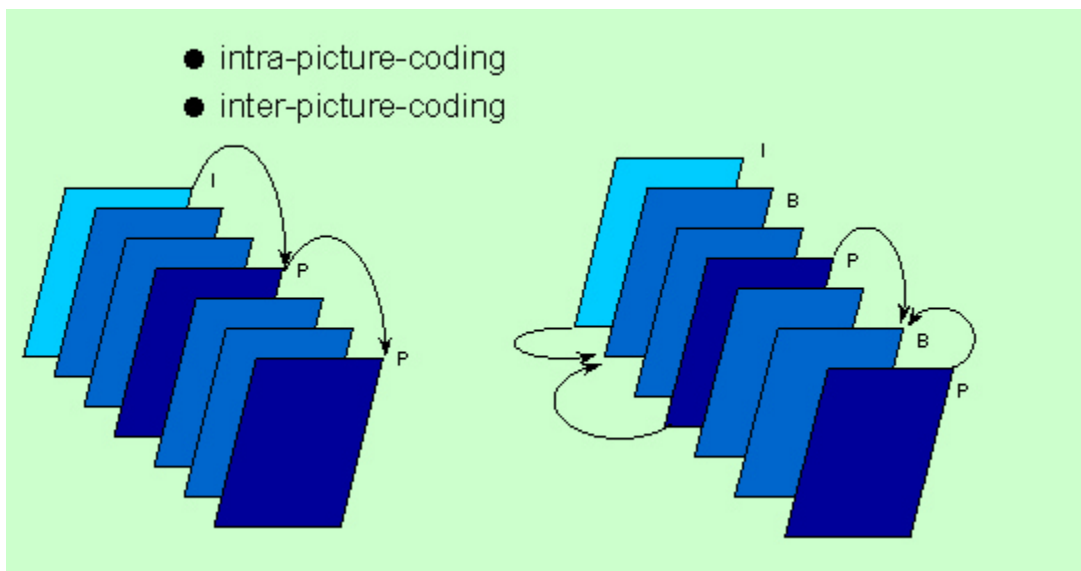 ● intra-picture-coding
● inter-picture-coding
I
P
P
I
B
P
B
P